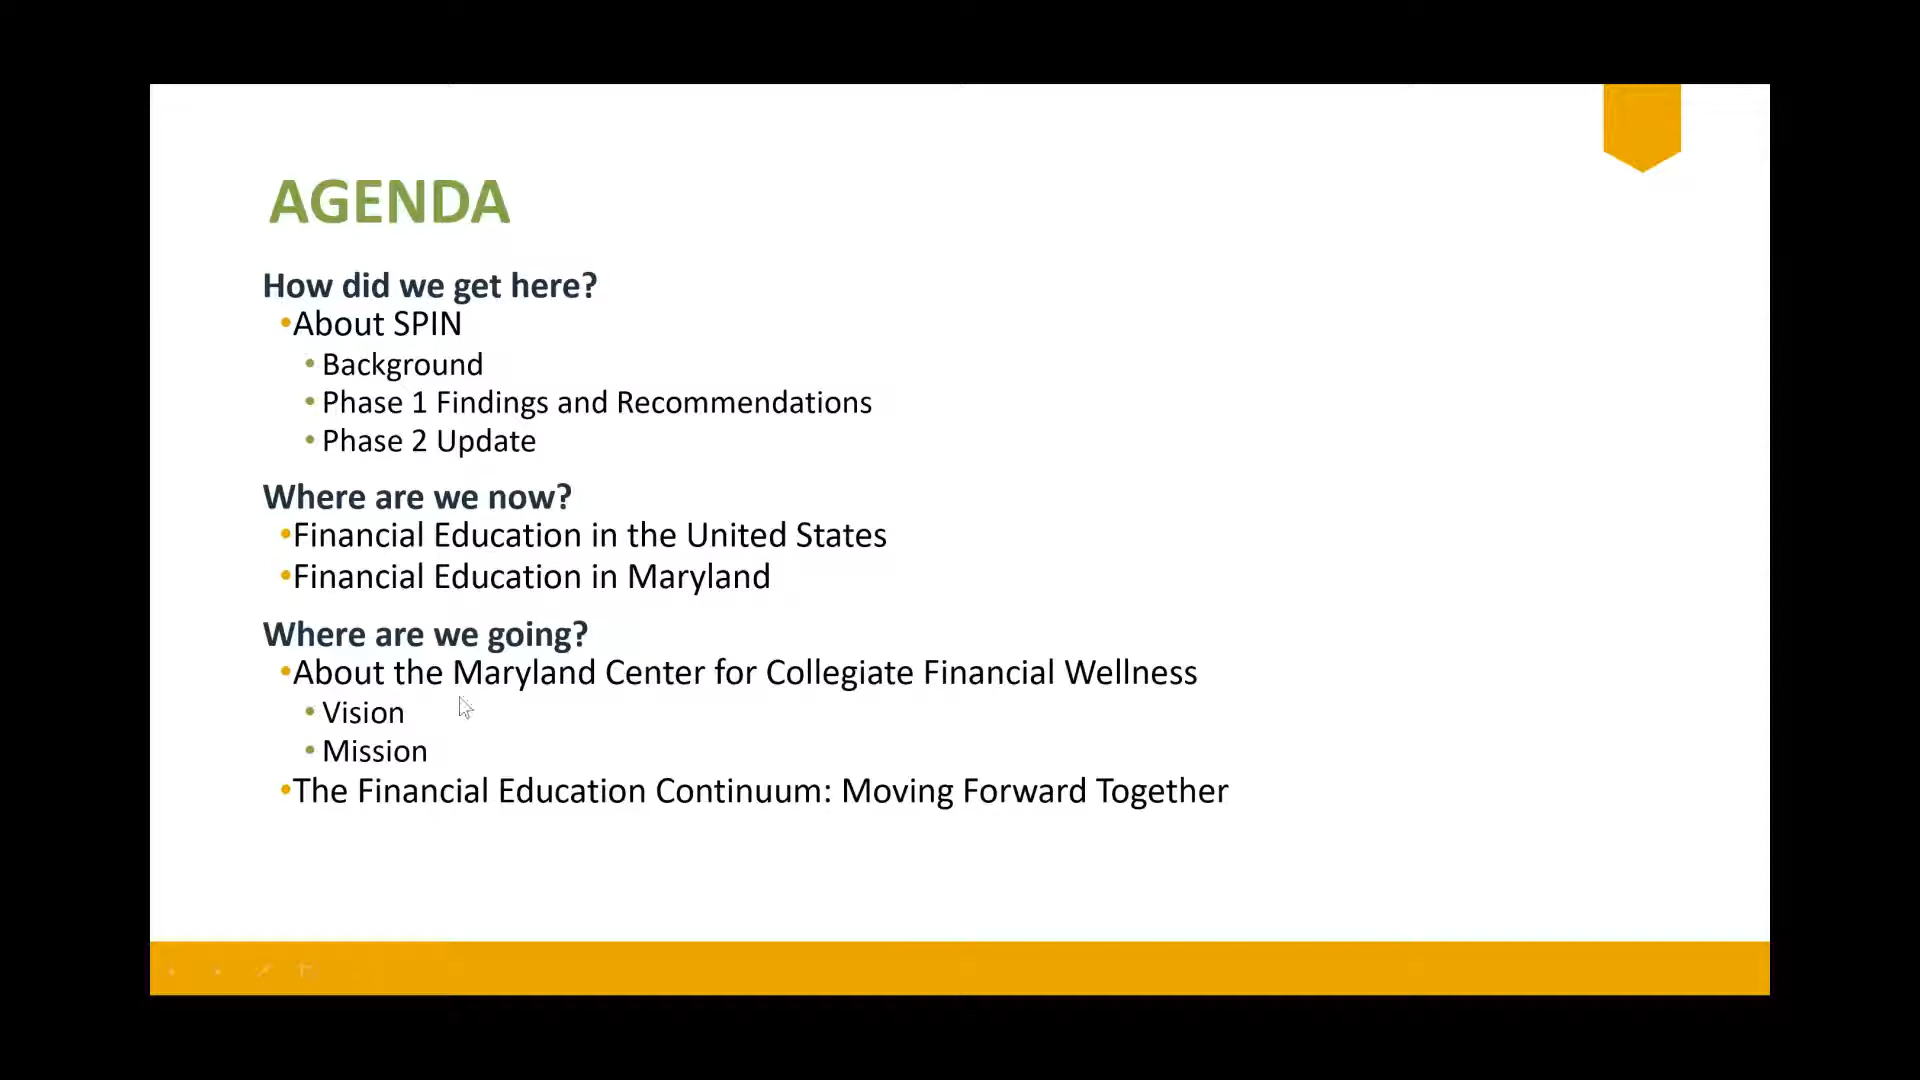 AGENDA
How did we get here?
•About SPIN
• Background
• Phase 1 Findings and Recommendations
• Phase 2 Update
Where are we now?
•Financial Education in the United States
•Financial Education in Maryland
Where are we going?
•About the Maryland Center for Collegiate Financial Wellness
• Vision
• Mission
•The Financial Education Continuum: Moving Forward Together